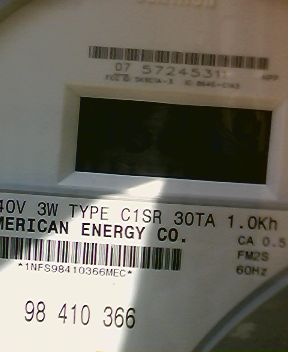 07 57245311
40V 3W TYPE C1SR 30TA 1.0Kh
MERICAN ENERGY CO.
CA 0.5
FM2S
*1NFS98410366MEC*
60Hz
98 410 366